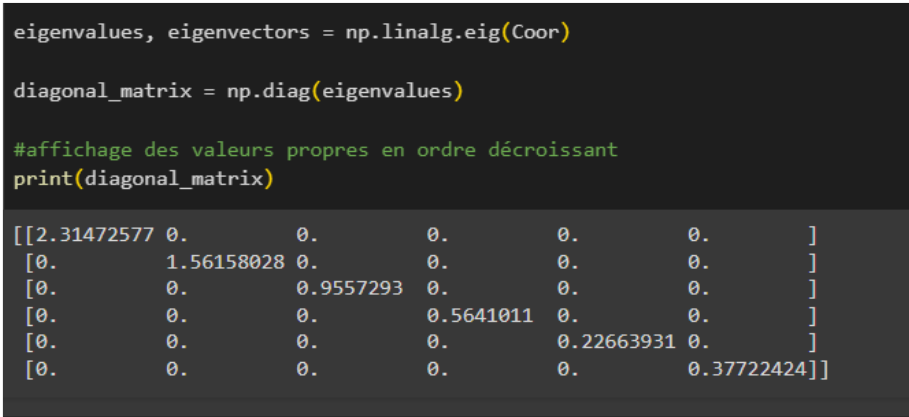 eigenvalues, eigenvectors = np.linalg.eig(Coor)
diagonal_matrix = np.diag(eigenvalues)
#affichage des valeurs propres en ordre décroissant
print(diagonal_matrix)
[[2.31472577 0. 0. 0. 0. 0. ]
[0. 1.56158028 0. 0. 0. 0. ]
[0. 0. 0.9557293 0. 0. 0. ]
[0. 0. 0. 0.5641011 0. 0. ]
[0. 0. 0. 0. 0.22663931 0. ]
[0. 0. 0. 0. 0. 0.37722424]]